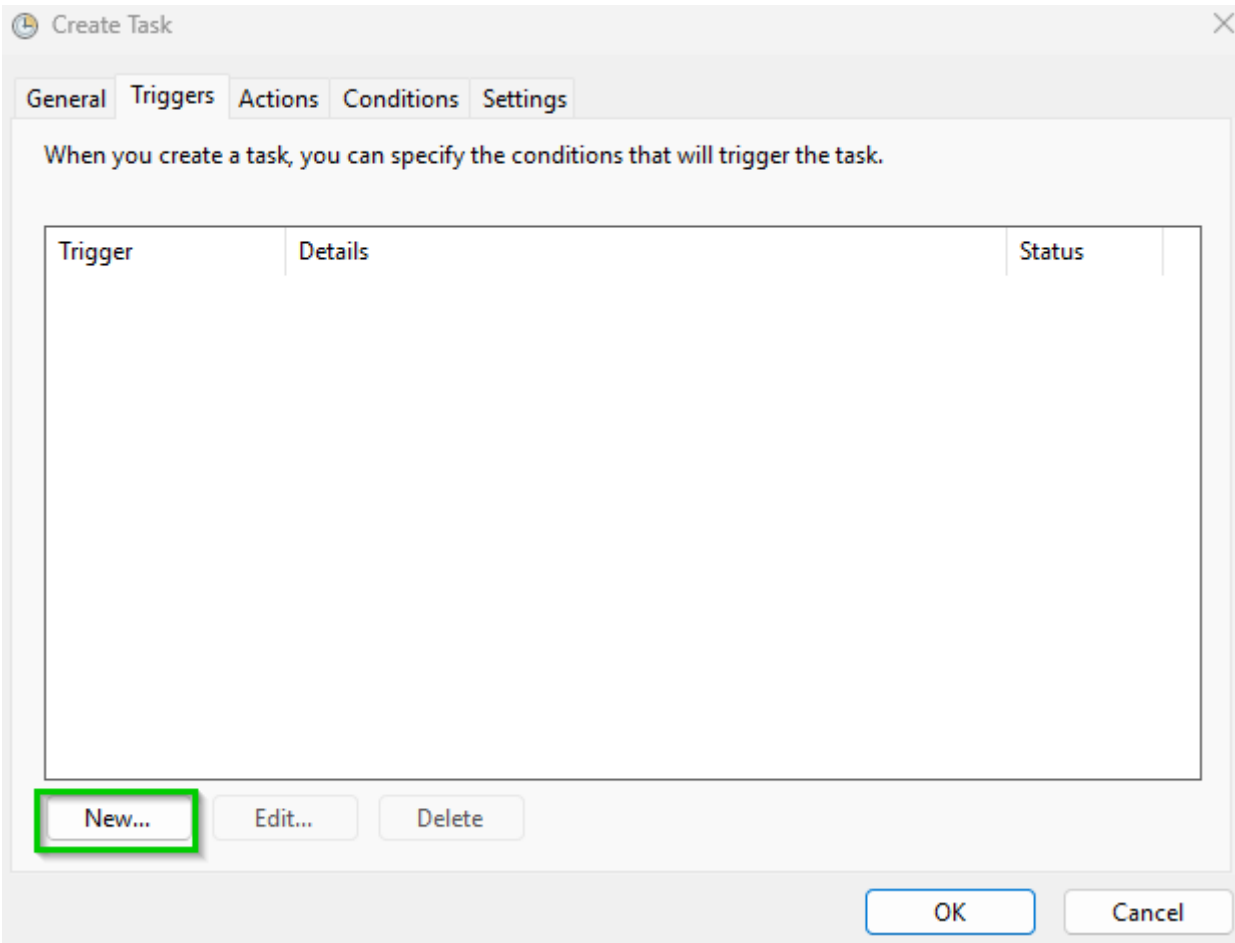 Create Task
General Triggers Actions Conditions Settings
When you create a task, you can specify the conditions that will trigger the task.
Trigger Details Status
New... Edit... Delete
OK Cancel